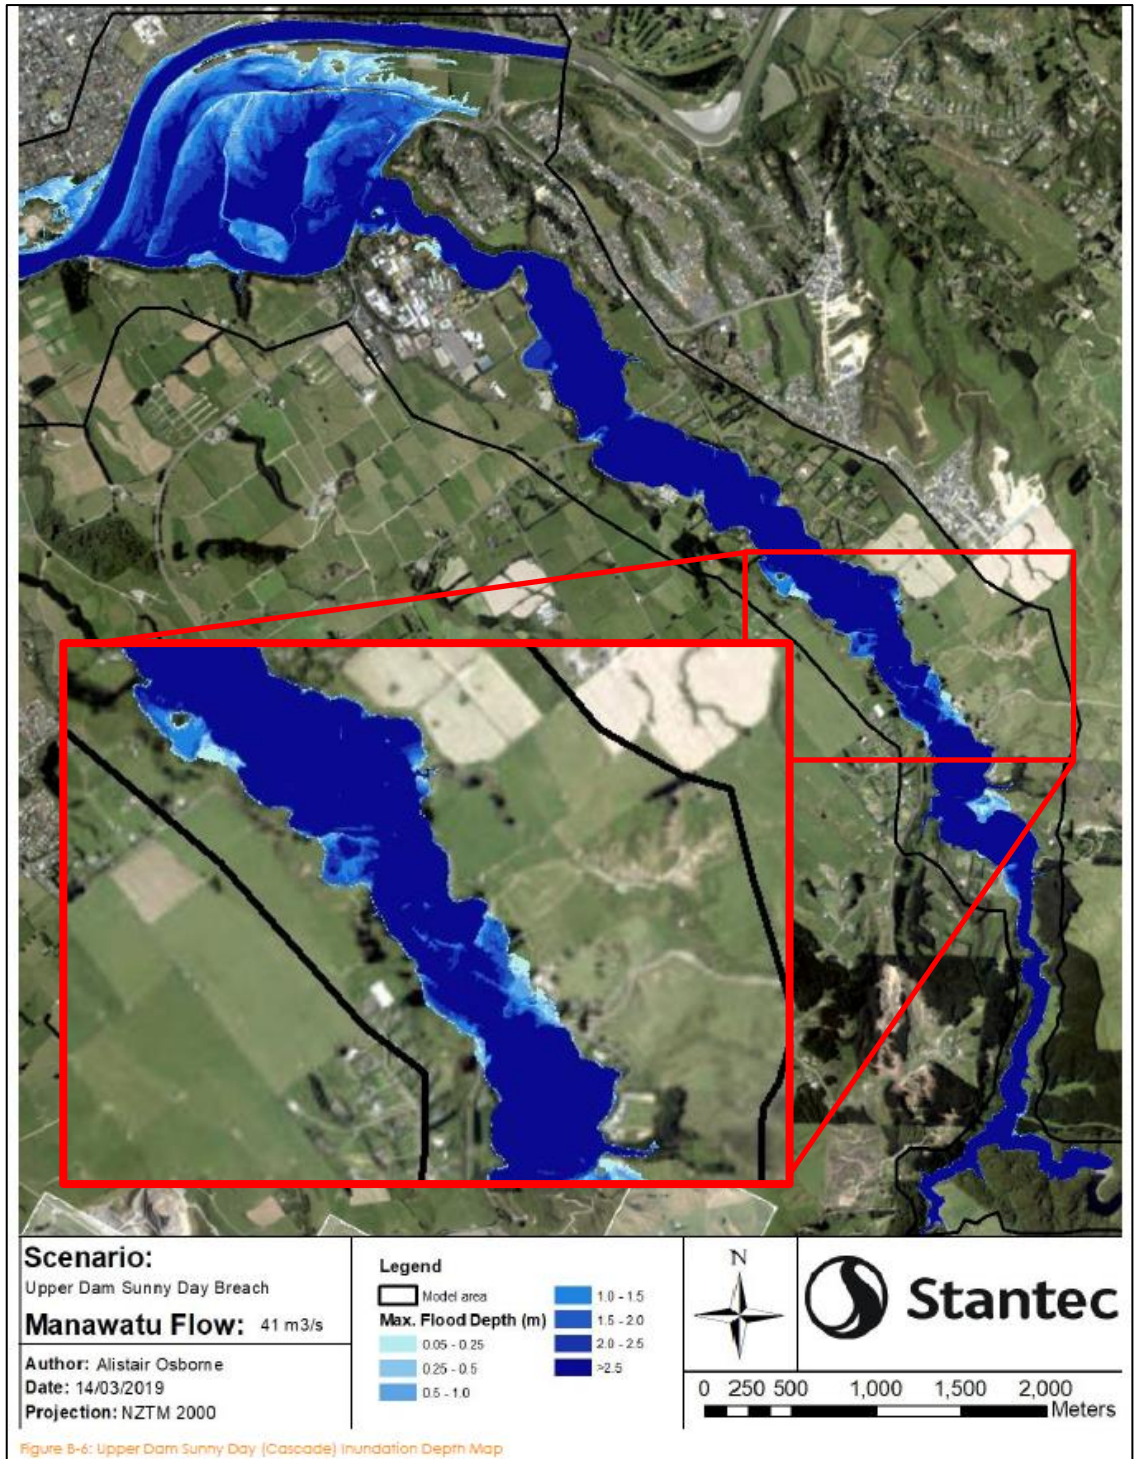 Scenario:
Upper Dam Sunny Day Breach
Manawatu Flow: 41 m3/s
Author: Alistair Osborne
Date: 14/03/2019
Projection: NZTM 2000
Legend
Model area
Max. Flood Depth (m)
0.05 - 0.25
0.25 - 0.5
0.5 - 1.0
1.0 - 1.5
1.5 - 2.0
2.0 - 2.5
>2.5
N
Stantec
0 250 500 1,000 1,500 2,000
Meters
Figure B-6: Upper Dam Sunny Day (Cascade) Inundation Depth Map